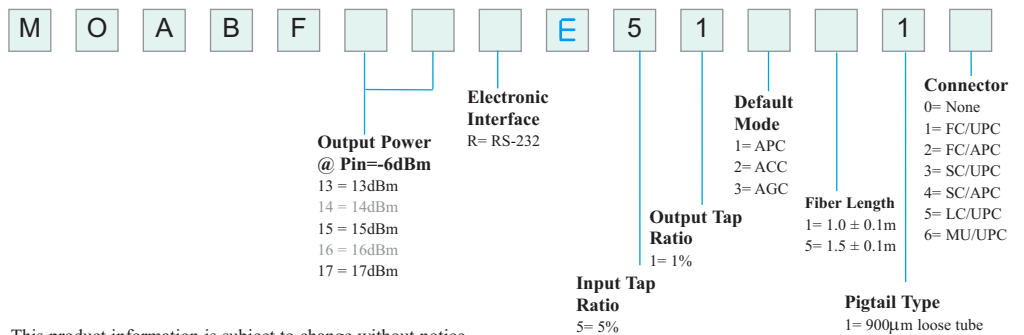 M O A B F E 5 1 1
Electronic
Interface
R= RS-232
Output Power
@ Pin=-6dBm
13 = 13dBm
14 = 14dBm
15 = 15dBm
16 = 16dBm
17 = 17dBm
Input Tap
Ratio
5= 5%
Output Tap
Ratio
1= 1%
Default
Mode
1= APC
2= ACC
3= AGC
Fiber Length
1= 1.0 ± 0.1m
5= 1.5 ± 0.1m
Pigtail Type
1= 900µm loose tube
Connector
0= None
1= FC/UPC
2= FC/APC
3= SC/UPC
4= SC/APC
5= LC/UPC
6= MU/UPC
This product information is subject to change without notice